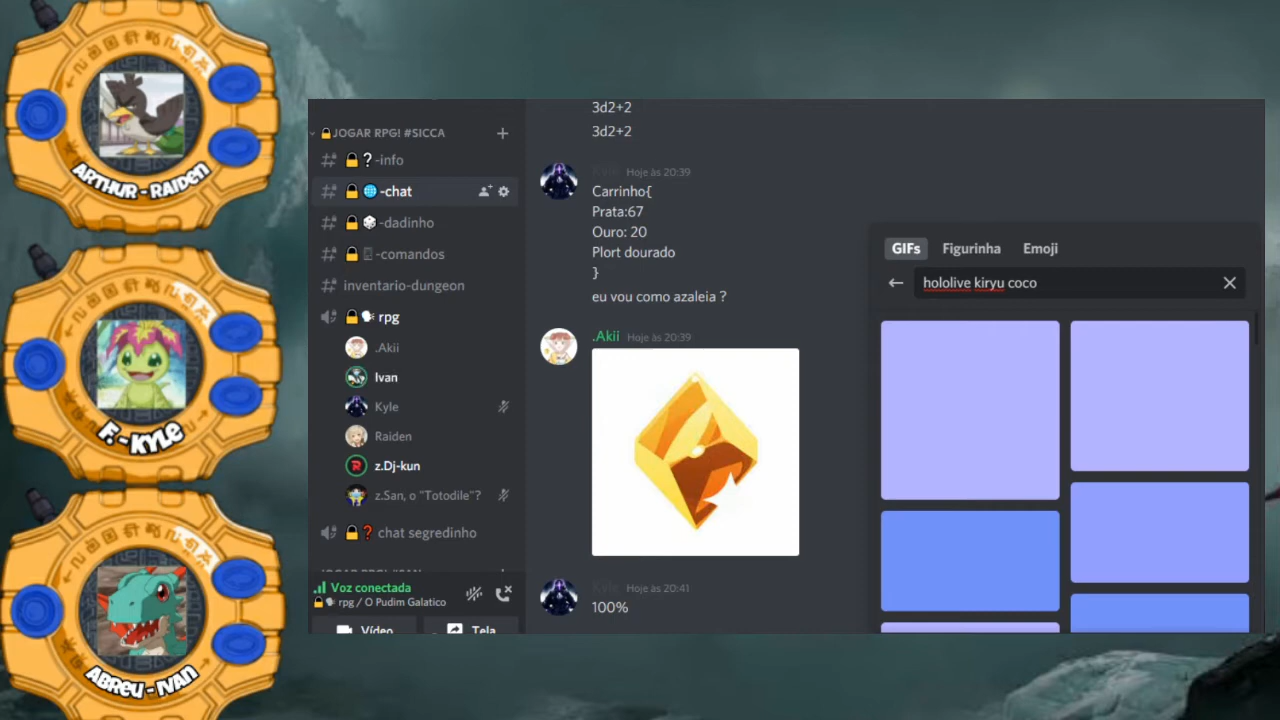 ARTHUR - RAIDEN
F. - KYLE
ABREU - IVAN
JOGAR RPG! #SICCA
?-info
-chat
-dadinho
-comandos
inventario-dungeon
rpg
.Akii
Ivan
Kyle
Raiden
z.Dj-kun
z.San, o "Totodile"?
? chat segredinho
Voz conectada
rpg / O Pudim Galatico
Vídeo
Tela
3d2+2
3d2+2
Hoje às 20:39
Carrinho{
Prata:67
Ouro: 20
Plort dourado
}
eu vou como azaleia ?
.Akii Hoje às 20:39
Hoje às 20:41
100%
GIFs Figurinha Emoji
hololive kiryu coco